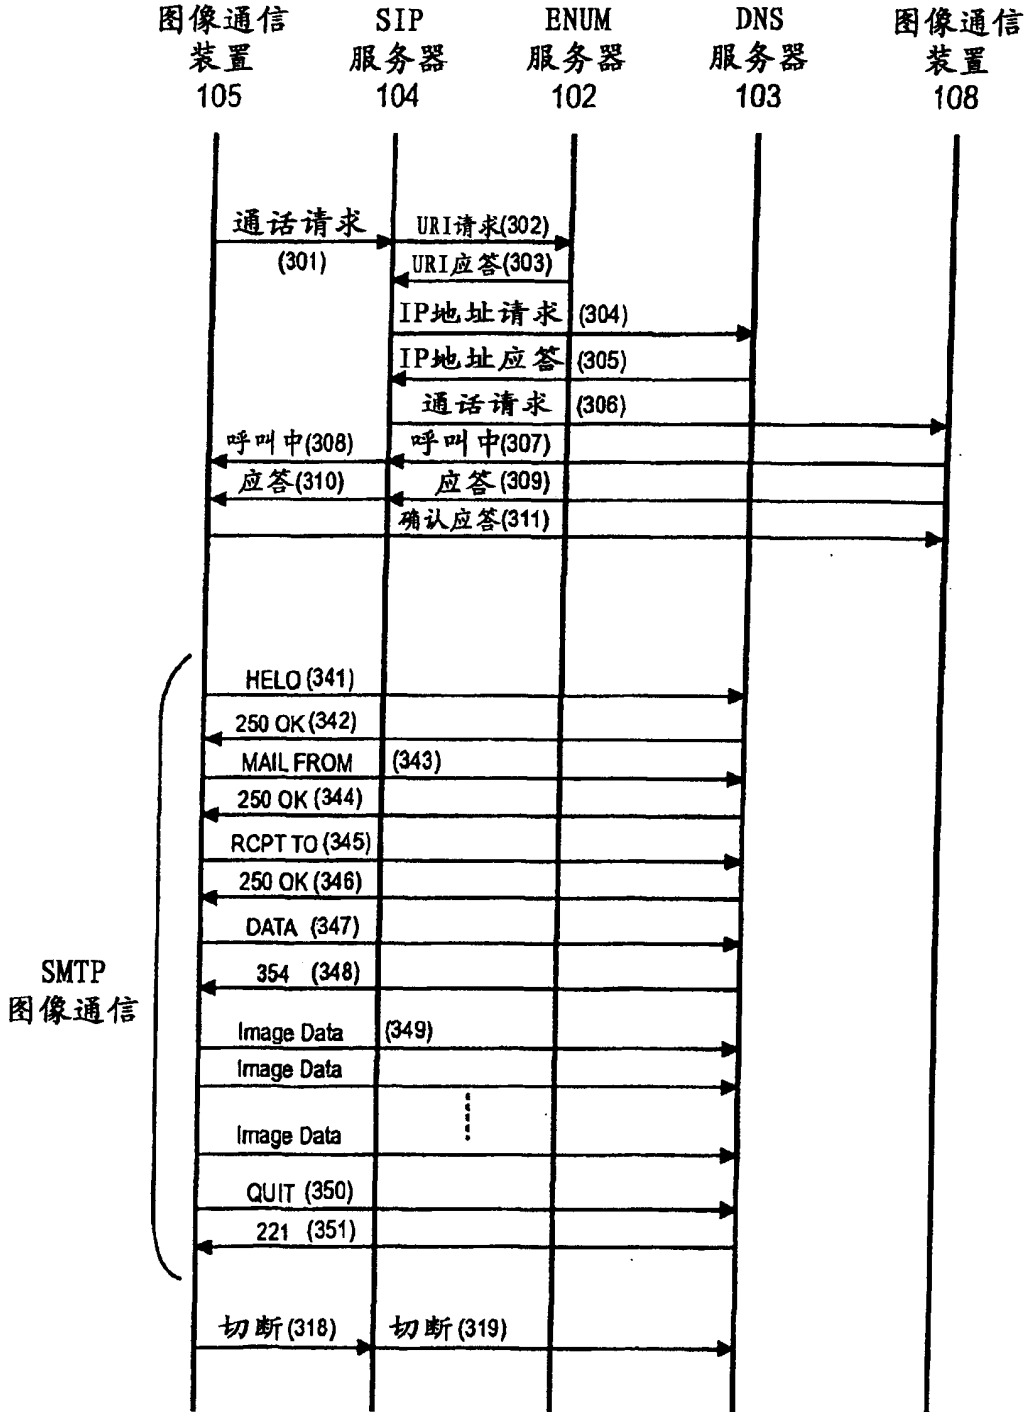 图像通信
装置
105
SIP
服务器
104
ENUM
服务器
102
DNS
服务器
103
图像通信
装置
108
通话请求
(301)
URI请求(302)
URI应答(303)
IP地址请求 (304)
IP地址应答 (305)
通话请求 (306)
呼叫中(308)
呼叫中(307)
应答(310)
应答(309)
确认应答(311)
HELO (341)
250 OK (342)
MAIL FROM (343)
250 OK (344)
RCPT TO (345)
250 OK (346)
DATA (347)
354 (348)
SMTP
图像通信
Image Data (349)
Image Data
Image Data
QUIT (350)
221 (351)
切断(318)
切断(319)